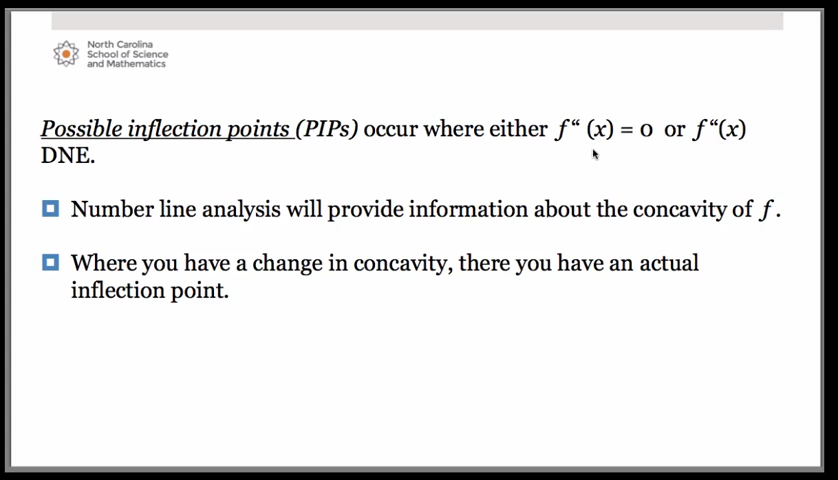 North Carolina
School of Science
and Mathematics
Possible inflection points (PIPs) occur where either f“ (x) = 0 or f“(x)
DNE.
Number line analysis will provide information about the concavity of f.
Where you have a change in concavity, there you have an actual
inflection point.